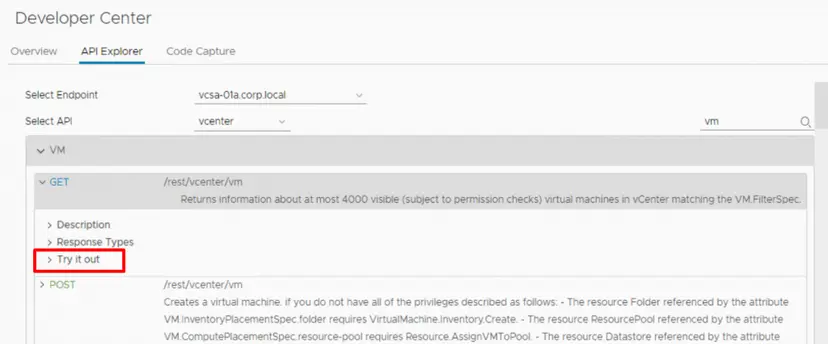 Developer Center
Overview API Explorer Code Capture
Select Endpoint vcsa-01a.corp.local
Select API vcenter vm
VM
GET /rest/vcenter/vm
Returns information about at most 4000 visible (subject to permission checks) virtual machines in vCenter matching the VM.FilterSpec.
Description
Response Types
Try it out
POST /rest/vcenter/vm
Creates a virtual machine. if you do not have all of the privileges described as follows: - The resource Folder referenced by the attribute
VM.InventoryPlacementSpec.folder requires VirtualMachine.Inventory.Create. - The resource ResourcePool referenced by the attribute
VM.ComputePlacementSpec.resource-pool requires Resource.AssignVMToPool. - The resource Datastore referenced by the attribute